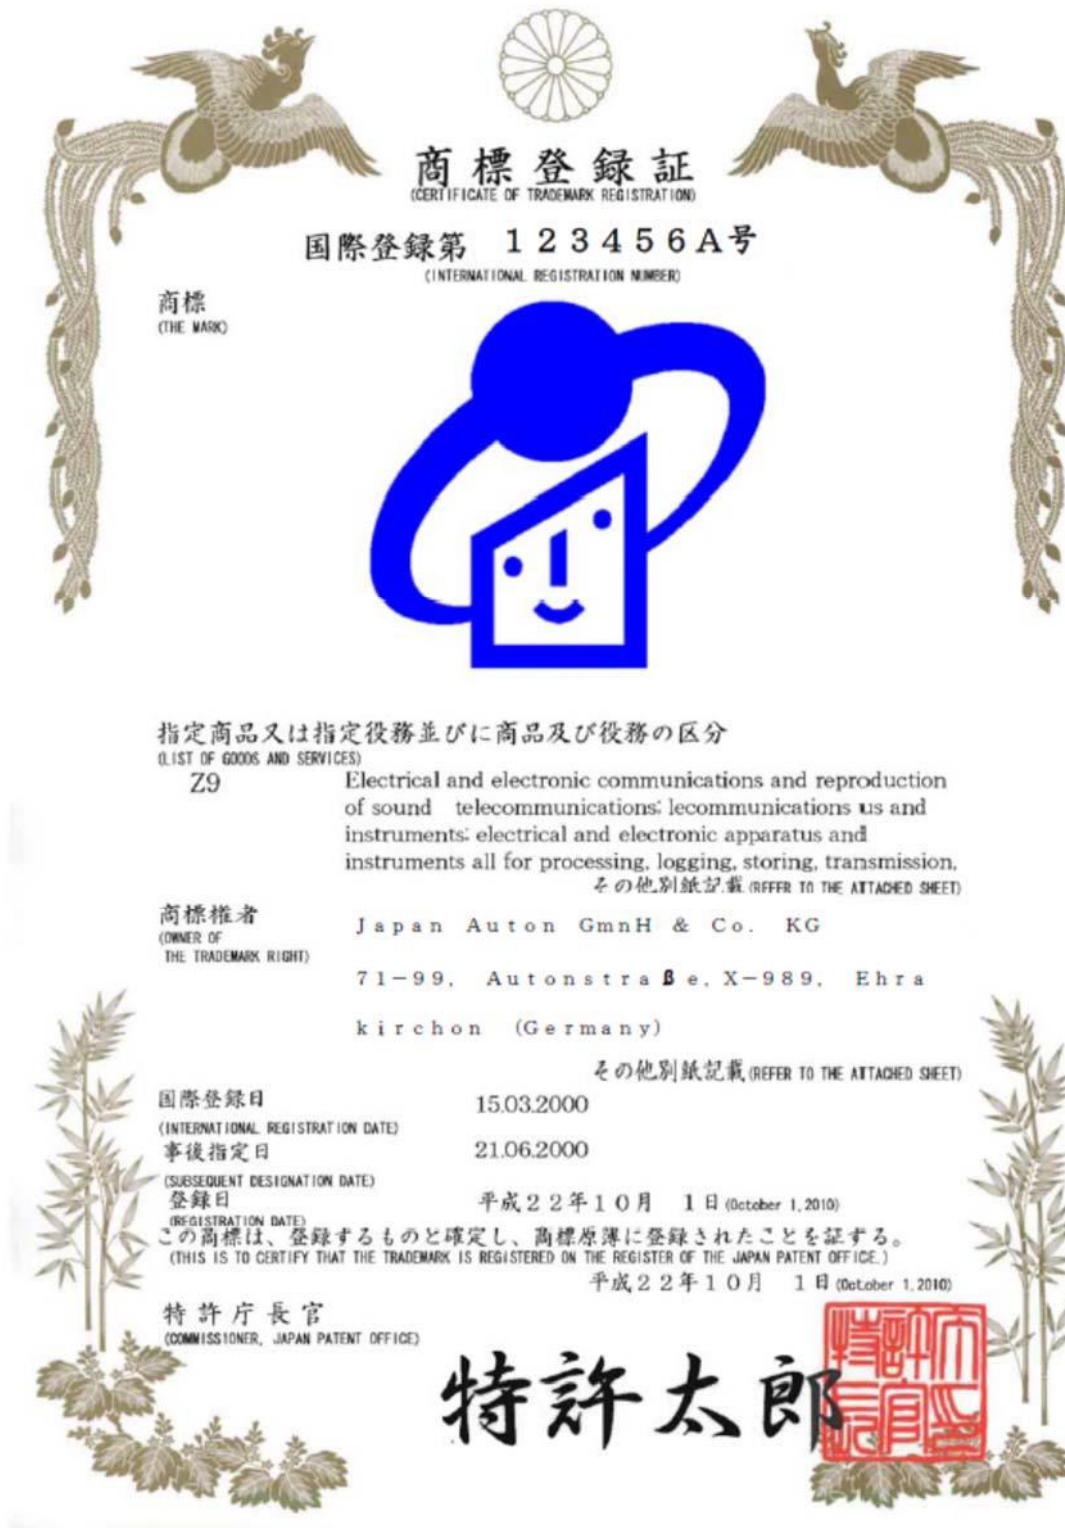 商標登録証
(CERTIFICATE OF TRADEMARK REGISTRATION)
国際登録第 123456A号
(INTERNATIONAL REGISTRATION NUMBER)
商標
(THE MARK)
指定商品又は指定役務並びに商品及び役務の区分
(LIST OF GOODS AND SERVICES)
Z9 Electrical and electronic communications and reproduction
of sound telecommunications: lecommunications us and
instruments: electrical and electronic apparatus and
instruments all for processing, logging, storing, transmission,
その他別紙記載 (REFER TO THE ATTACHED SHEET)
商標権者 Japan Auton GmnH & Co. KG
(OWNER OF
THE TRADEMARK RIGHT)
71-99, Autonstraße, X-989, Ehra
kirchon (Germany)
その他別紙記載 (REFER TO THE ATTACHED SHEET)
国際登録日 15.03.2000
(INTERNATIONAL REGISTRATION DATE)
事後指定日 21.06.2000
(SUBSEQUENT DESIGNATION DATE)
登録日 平成22年10月 1日 (October 1, 2010)
(REGISTRATION DATE)
この商標は、登録するものと確定し、商標原簿に登録されたことを証する。
(THIS IS TO CERTIFY THAT THE TRADEMARK IS REGISTERED ON THE REGISTER OF THE JAPAN PATENT OFFICE.)
平成22年10月 1日 (October 1, 2010)
特許庁長官
(COMMISSIONER, JAPAN PATENT OFFICE)
特許太郎